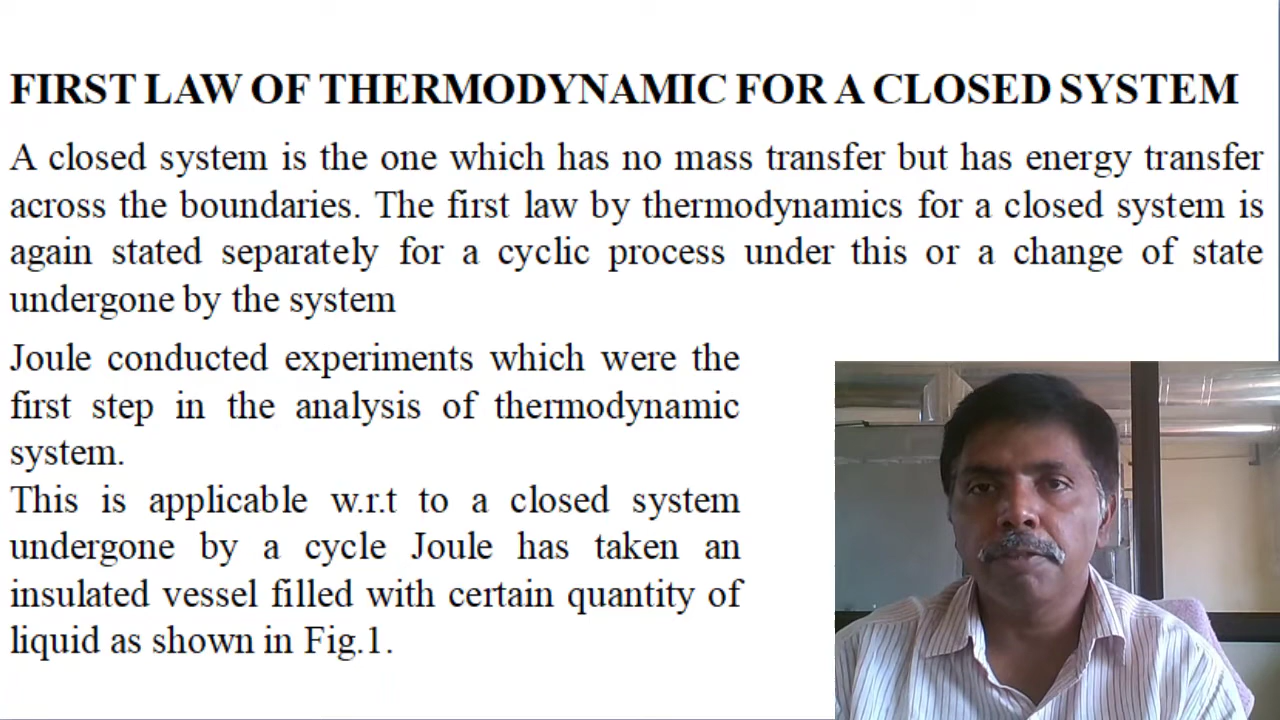 FIRST LAW OF THERMODYNAMIC FOR A CLOSED SYSTEM
A closed system is the one which has no mass transfer but has energy transfer
across the boundaries. The first law by thermodynamics for a closed system is
again stated separately for a cyclic process under this or a change of state
undergone by the system
Joule conducted experiments which were the
first step in the analysis of thermodynamic
system.
This is applicable w.r.t to a closed system
undergone by a cycle Joule has taken an
insulated vessel filled with certain quantity of
liquid as shown in Fig.1.